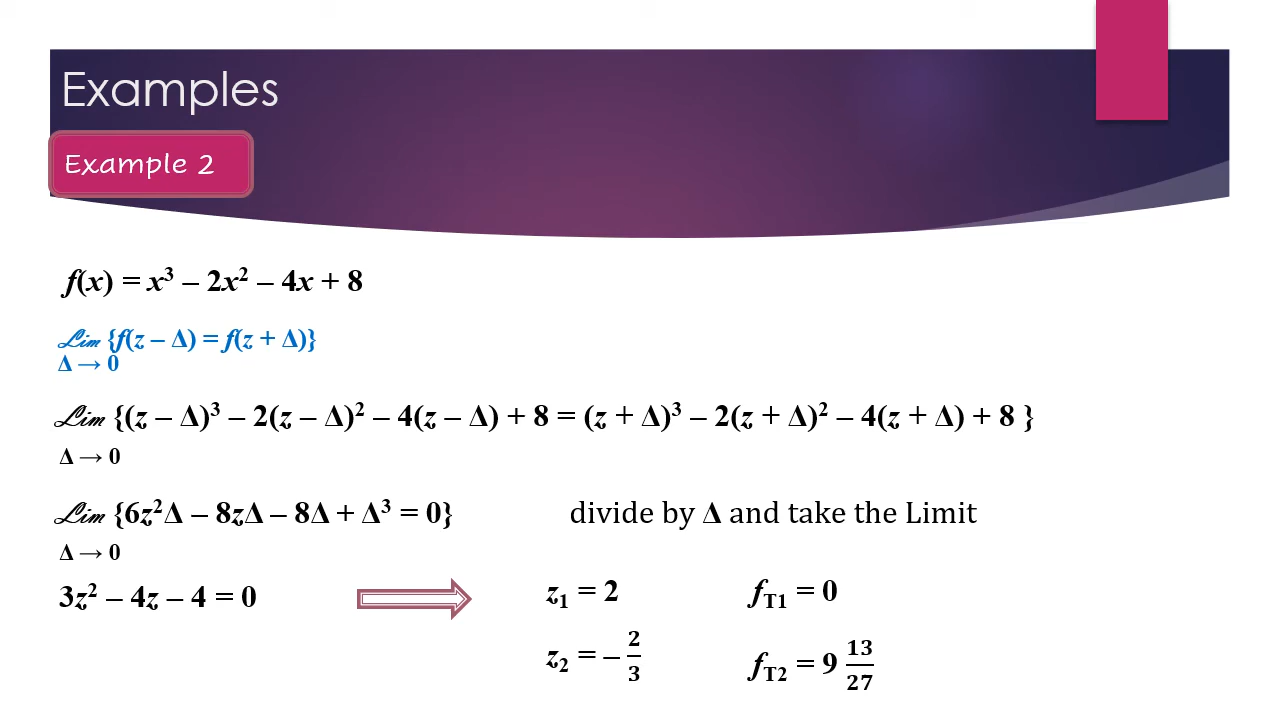 Examples
Example 2
f(x) = x³ – 2x² – 4x + 8
Lim {f(z – Δ) = f(z + Δ)}
Δ → 0
Lim {(z – Δ)³ – 2(z – Δ)² – 4(z – Δ) + 8 = (z + Δ)³ – 2(z + Δ)² – 4(z + Δ) + 8 }
Δ → 0
Lim {6z²Δ – 8zΔ – 8Δ + Δ³ = 0} divide by Δ and take the Limit
Δ → 0
3z² – 4z – 4 = 0 z₁ = 2 f_T1 = 0
z₂ = – 2/3 f_T2 = 9 13/27